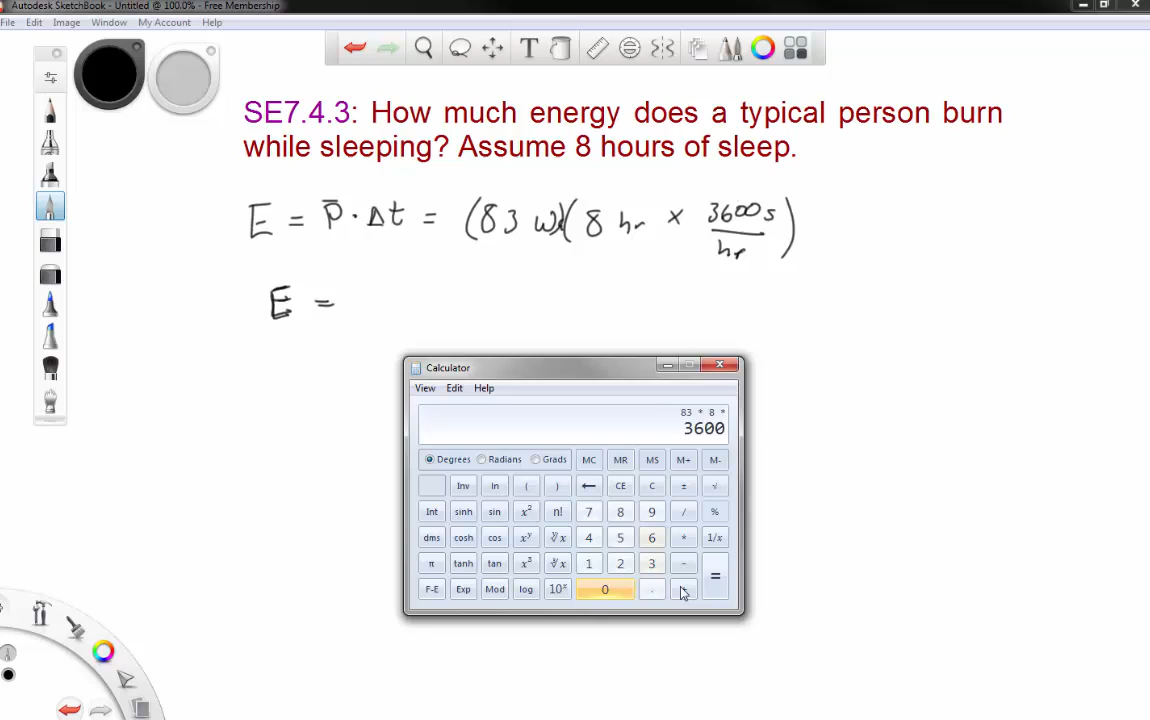 Autodesk SketchBook - Untitled @ 100.0% - Free Membership
File Edit Image Window My Account Help
T
SE7.4.3: How much energy does a typical person burn
while sleeping? Assume 8 hours of sleep.
E = P̄ · Δt = (83 W)(8 hr × 3600 s / hr)
E =
Calculator
View Edit Help
83 * 8 *
3600
Degrees Radians Grads MC MR MS M+ M-
Inv ln ( ) ← CE C ± √
Int sinh sin x² n! 7 8 9 / %
dms cosh cos xʸ ʸ√x 4 5 6 * 1/x
π tanh tan x³ ³√x 1 2 3 - =
F-E Exp Mod log 10ˣ 0 .